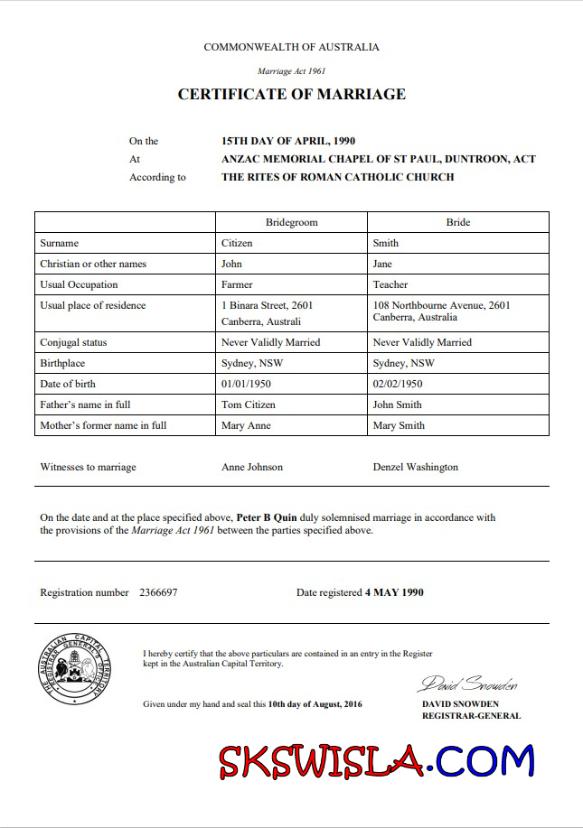 COMMONWEALTH OF AUSTRALIA
Marriage Act 1961
CERTIFICATE OF MARRIAGE
On the 15TH DAY OF APRIL, 1990
At ANZAC MEMORIAL CHAPEL OF ST PAUL, DUNTROON, ACT
According to THE RITES OF ROMAN CATHOLIC CHURCH
Bridegroom Bride
Surname Citizen Smith
Christian or other names John Jane
Usual Occupation Farmer Teacher
Usual place of residence 1 Binara Street, 2601 108 Northbourne Avenue, 2601
Canberra, Australi Canberra, Australia
Conjugal status Never Validly Married Never Validly Married
Birthplace Sydney, NSW Sydney, NSW
Date of birth 01/01/1950 02/02/1950
Father's name in full Tom Citizen John Smith
Mother's former name in full Mary Anne Mary Smith
Witnesses to marriage Anne Johnson Denzel Washington
On the date and at the place specified above, Peter B Quin duly solemnised marriage in accordance with
the provisions of the Marriage Act 1961 between the parties specified above.
Registration number 2366697 Date registered 4 MAY 1990
THE REGISTRAR GENERAL'S OFFICE
AUSTRALIAN CAPITAL TERRITORY
I hereby certify that the above particulars are contained in an entry in the Register
kept in the Australian Capital Territory.
David Snowden
Given under my hand and seal this 10th day of August, 2016 DAVID SNOWDEN
REGISTRAR-GENERAL
SKSWISLA.COM